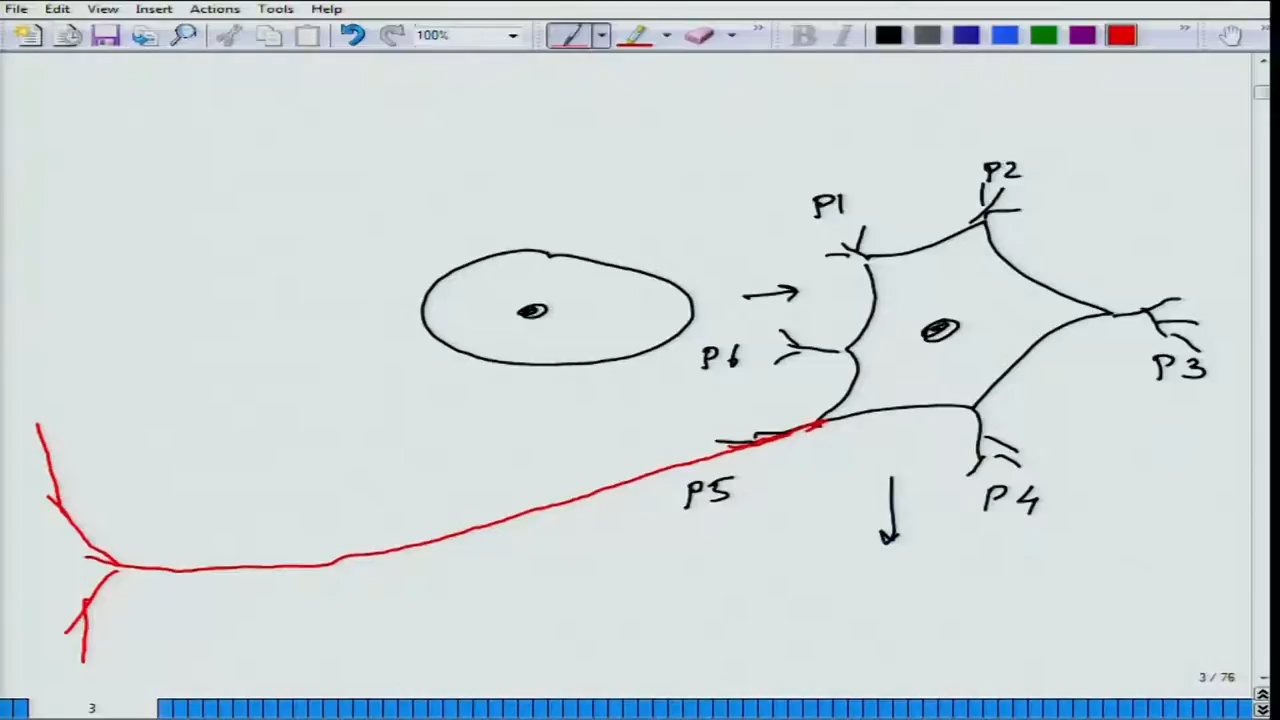 File Edit View Insert Actions Tools Help
100%
B I
P2
P1
P6
P3
P5
P4
3 / 76
3